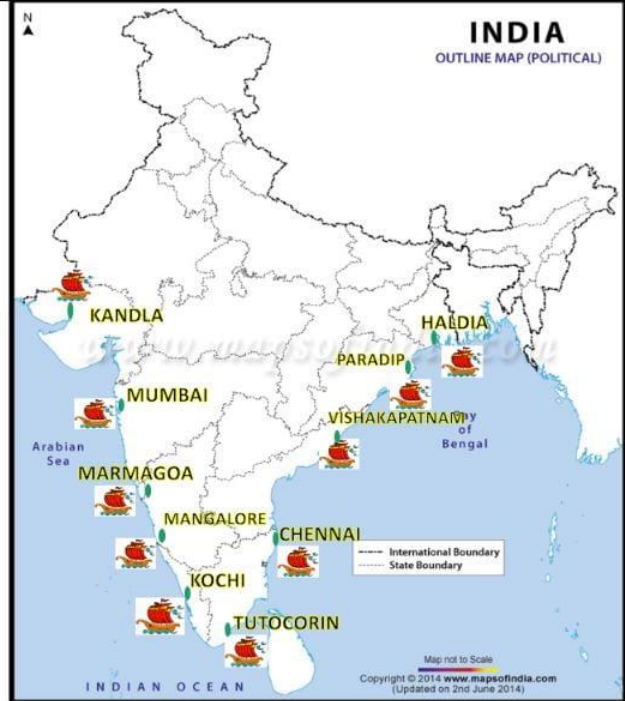 N
INDIA
OUTLINE MAP (POLITICAL)
KANDLA
HALDIA
PARADIP
MUMBAI
VISHAKAPATNAM
Bay
of
Bengal
Arabian
Sea
MARMAGOA
MANGALORE
CHENNAI
International Boundary
State Boundary
KOCHI
TUTOCORIN
Map not to Scale
Copyright © 2014 www.mapsofindia.com
(Updated on 2nd June 2014)
INDIAN OCEAN